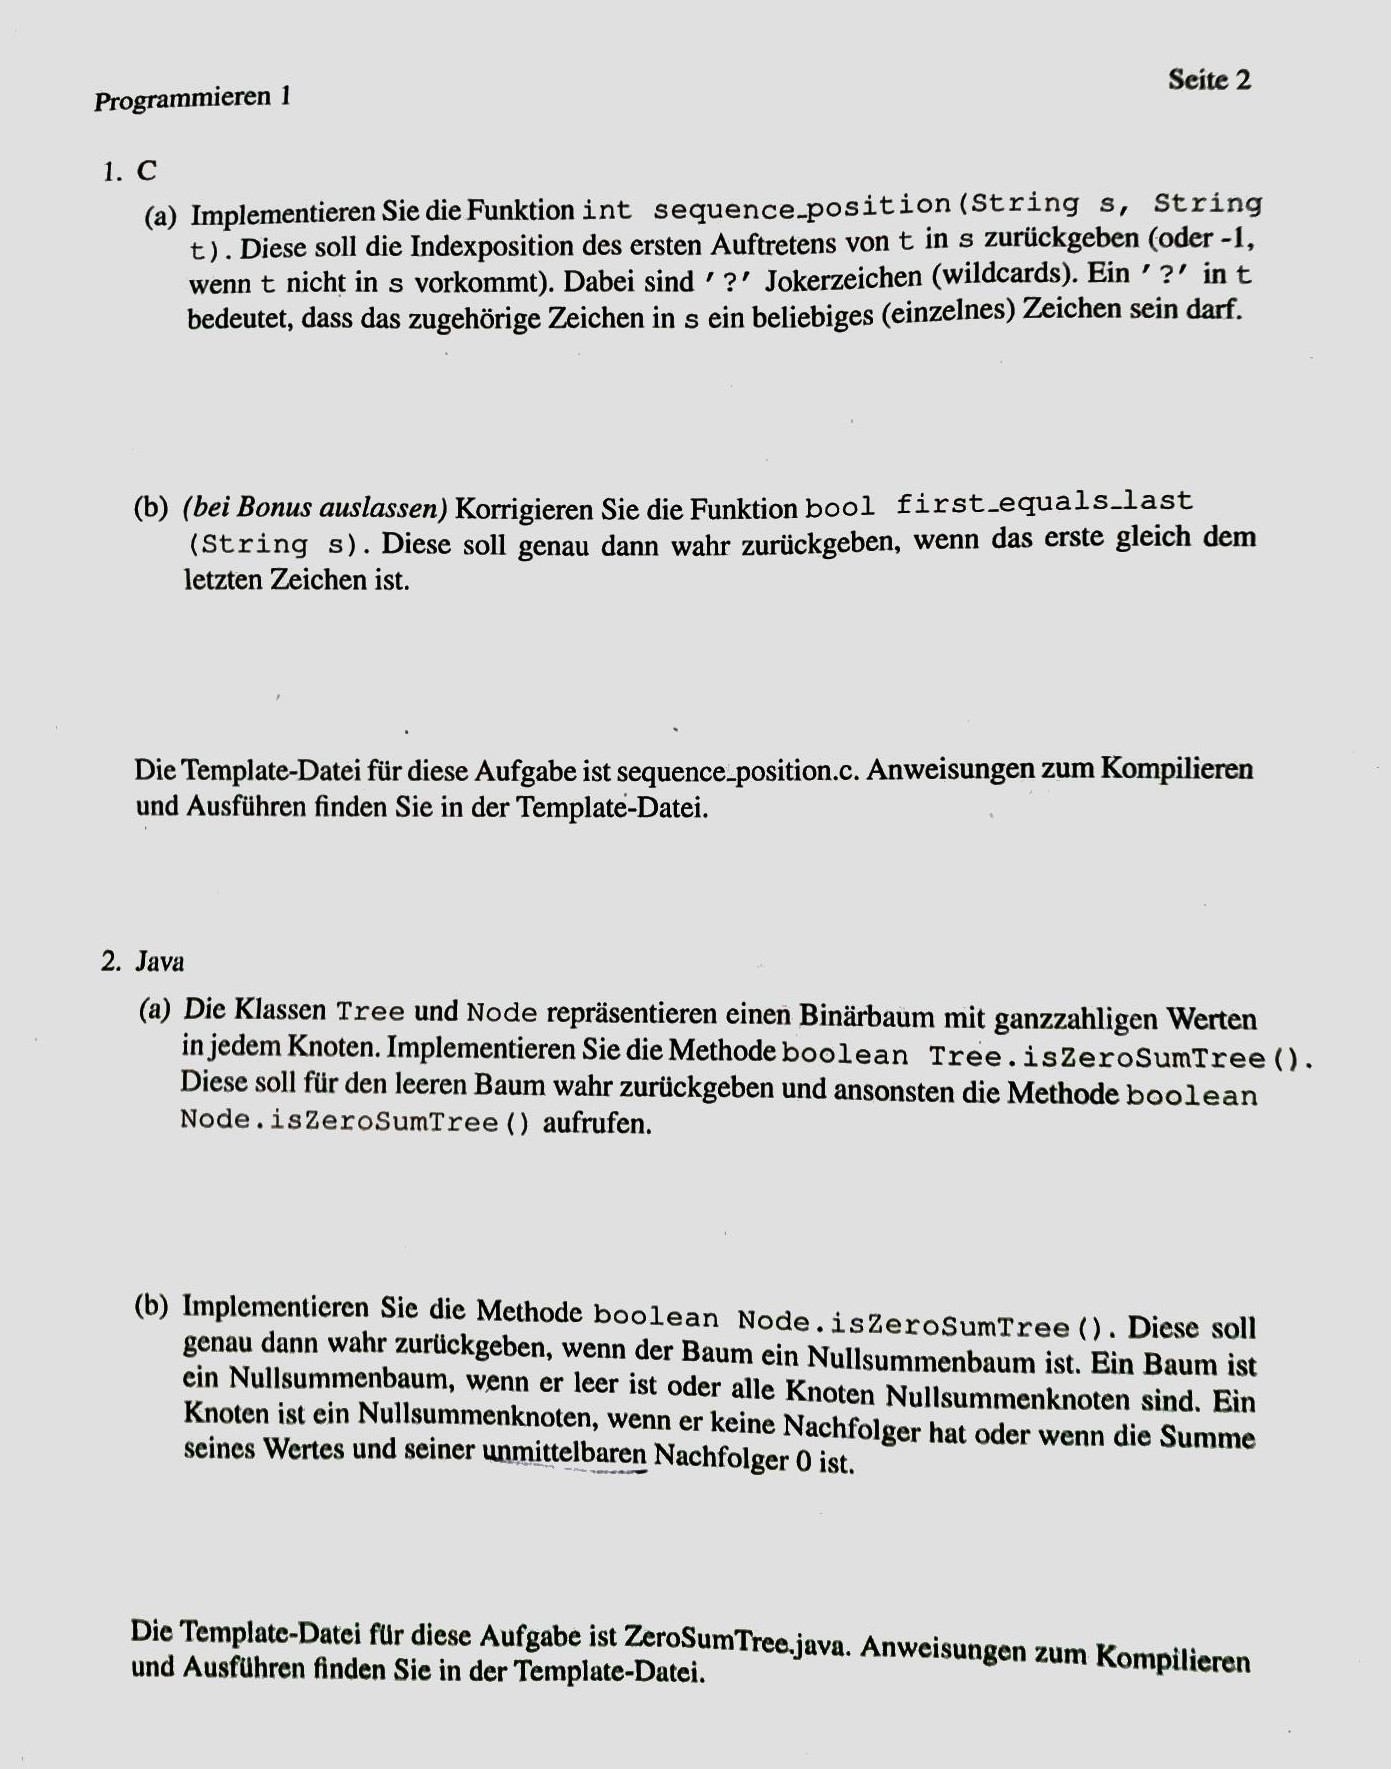 Programmieren 1
Seite 2
1. C
(a) Implementieren Sie die Funktion int sequence_position(String s, String
t). Diese soll die Indexposition des ersten Auftretens von t in s zurückgeben (oder -1,
wenn t nicht in s vorkommt). Dabei sind '?' Jokerzeichen (wildcards). Ein '?' in t
bedeutet, dass das zugehörige Zeichen in s ein beliebiges (einzelnes) Zeichen sein darf.
(b) (bei Bonus auslassen) Korrigieren Sie die Funktion bool first_equals_last
(String s). Diese soll genau dann wahr zurückgeben, wenn das erste gleich dem
letzten Zeichen ist.
Die Template-Datei für diese Aufgabe ist sequence_position.c. Anweisungen zum Kompilieren
und Ausführen finden Sie in der Template-Datei.
2. Java
(a) Die Klassen Tree und Node repräsentieren einen Binärbaum mit ganzzahligen Werten
in jedem Knoten. Implementieren Sie die Methode boolean Tree.isZeroSumTree().
Diese soll für den leeren Baum wahr zurückgeben und ansonsten die Methode boolean
Node.isZeroSumTree() aufrufen.
(b) Implementieren Sie die Methode boolean Node.isZeroSumTree(). Diese soll
genau dann wahr zurückgeben, wenn der Baum ein Nullsummenbaum ist. Ein Baum ist
ein Nullsummenbaum, wenn er leer ist oder alle Knoten Nullsummenknoten sind. Ein
Knoten ist ein Nullsummenknoten, wenn er keine Nachfolger hat oder wenn die Summe
seines Wertes und seiner unmittelbaren Nachfolger 0 ist.
Die Template-Datei für diese Aufgabe ist ZeroSumTree.java. Anweisungen zum Kompilieren
und Ausführen finden Sie in der Template-Datei.